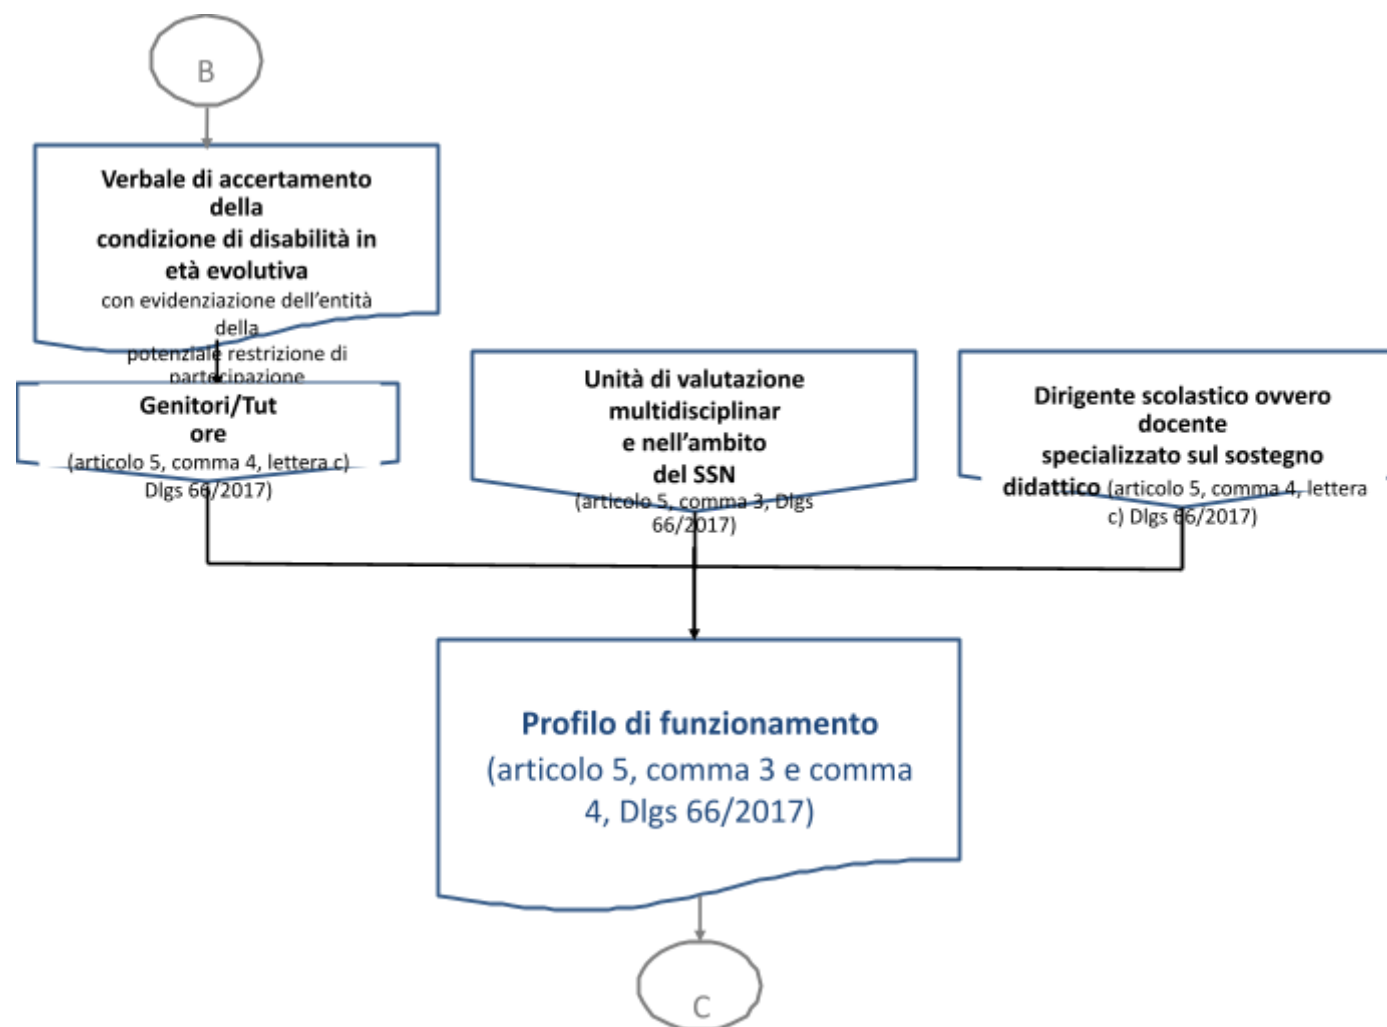 B
Verbale di accertamento
della
condizione di disabilità in
età evolutiva
con evidenziazione dell'entità
della
potenziale restrizione di
partecipazione
Genitori/Tut
ore
(articolo 5, comma 4, lettera c)
Dlgs 66/2017)
Unità di valutazione
multidisciplinar
e nell'ambito
del SSN
(articolo 5, comma 3, Dlgs
66/2017)
Dirigente scolastico ovvero
docente
specializzato sul sostegno
didattico (articolo 5, comma 4, lettera
c) Dlgs 66/2017)
Profilo di funzionamento
(articolo 5, comma 3 e comma
4, Dlgs 66/2017)
C